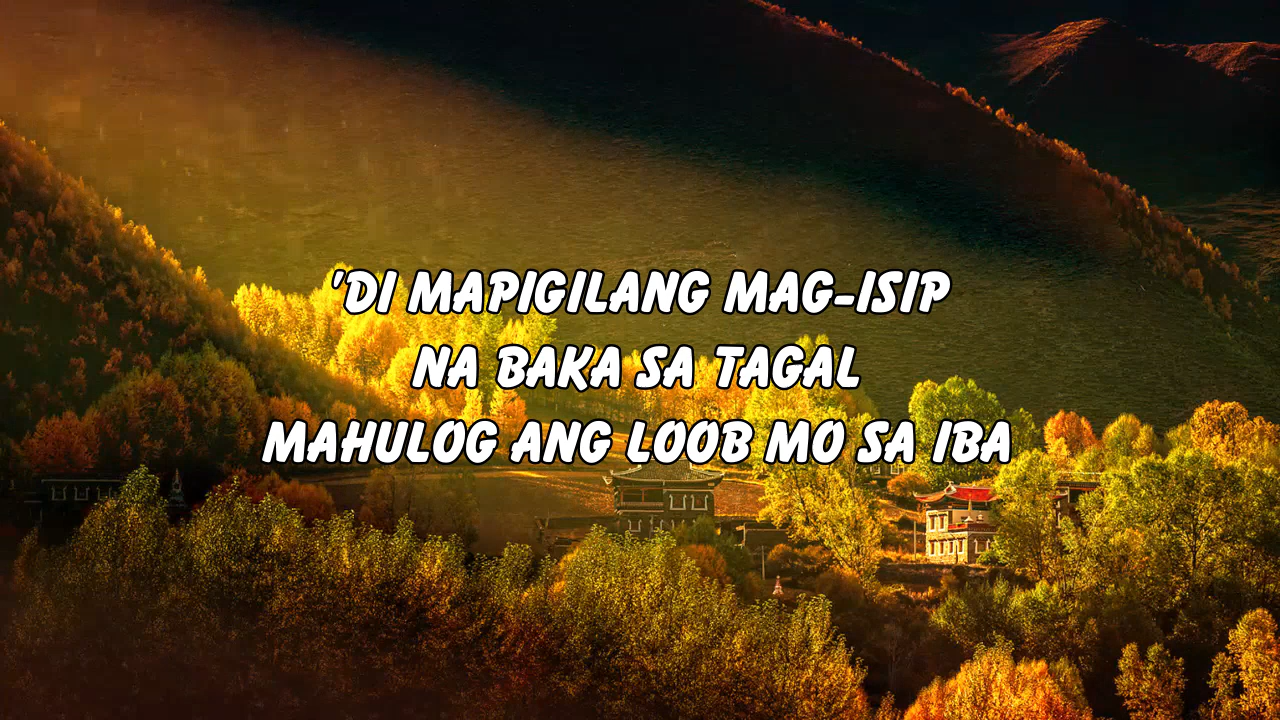 'DI MAPIGILANG MAG-ISIP
NA BAKA SA TAGAL
MAHULOG ANG LOOB MO SA IBA